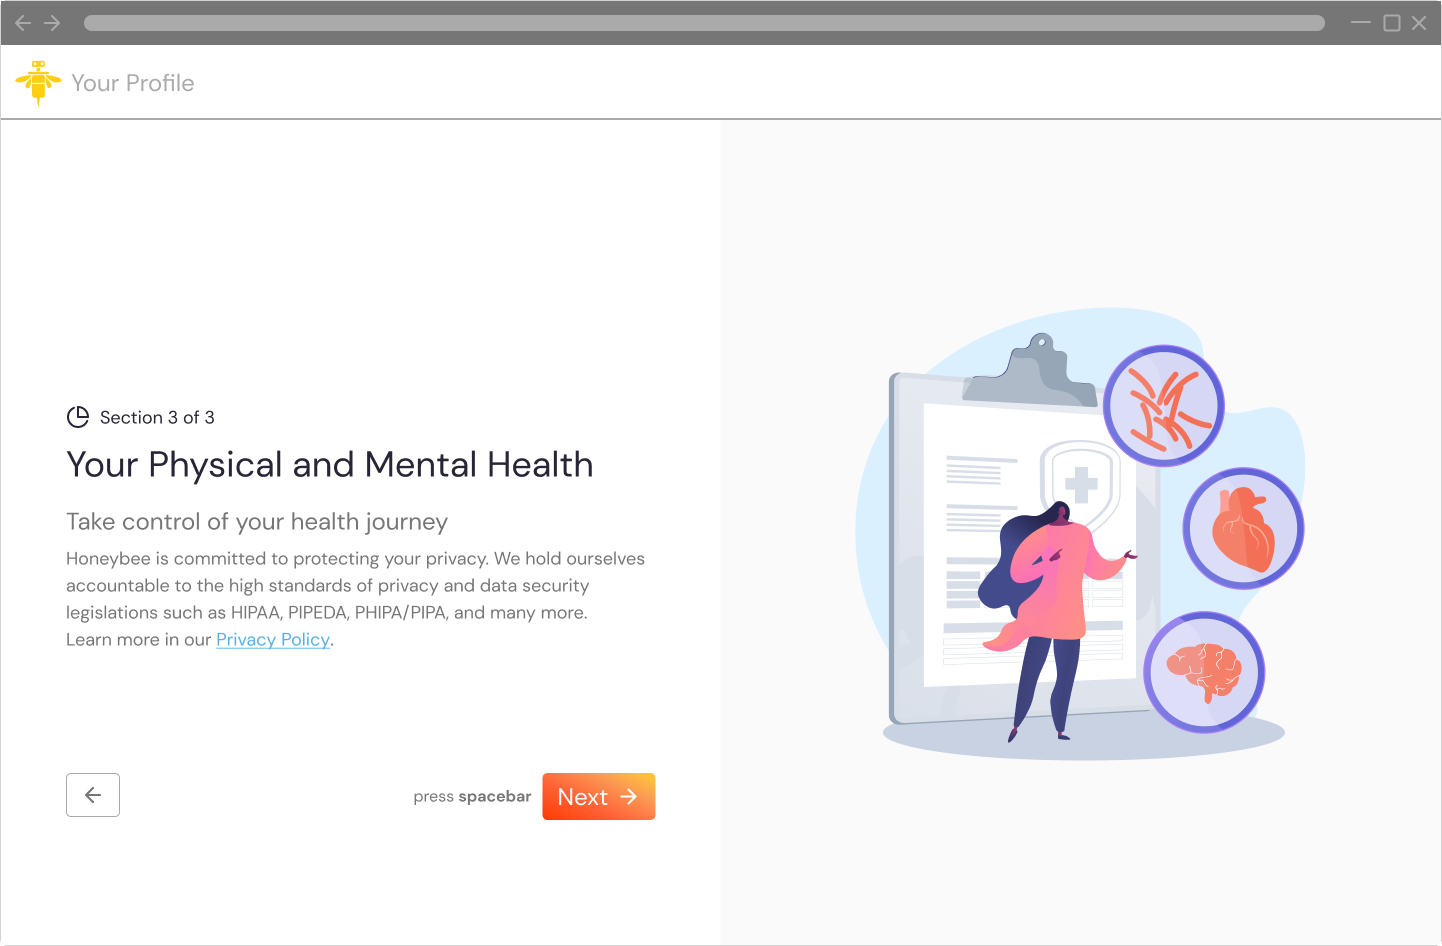 Your Profile
Section 3 of 3
Your Physical and Mental Health
Take control of your health journey
Honeybee is committed to protecting your privacy. We hold ourselves
accountable to the high standards of privacy and data security
legislations such as HIPAA, PIPEDA, PHIPA/PIPA, and many more.
Learn more in our Privacy Policy.
press spacebar
Next